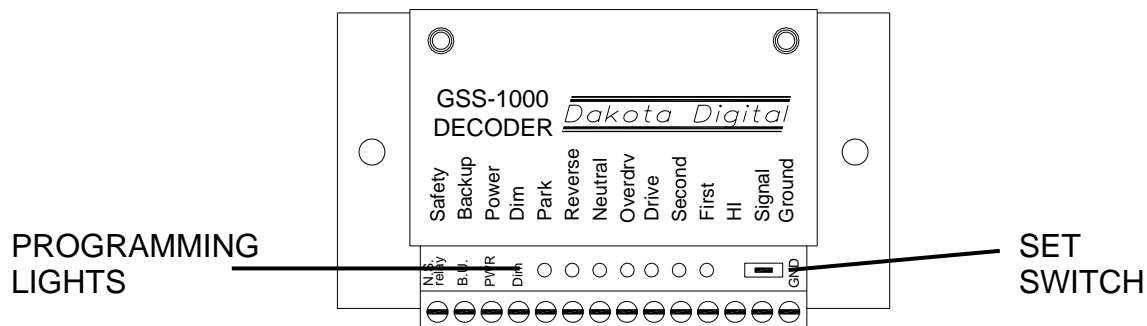 GSS-1000
DECODER
Dakota Digital
Safety
Backup
Power
Dim
Park
Reverse
Neutral
Overdrv
Drive
Second
First
HI
Signal
Ground
PROGRAMMING
LIGHTS
N.S.
relay
B.U.
PWR
Dim
GND
SET
SWITCH